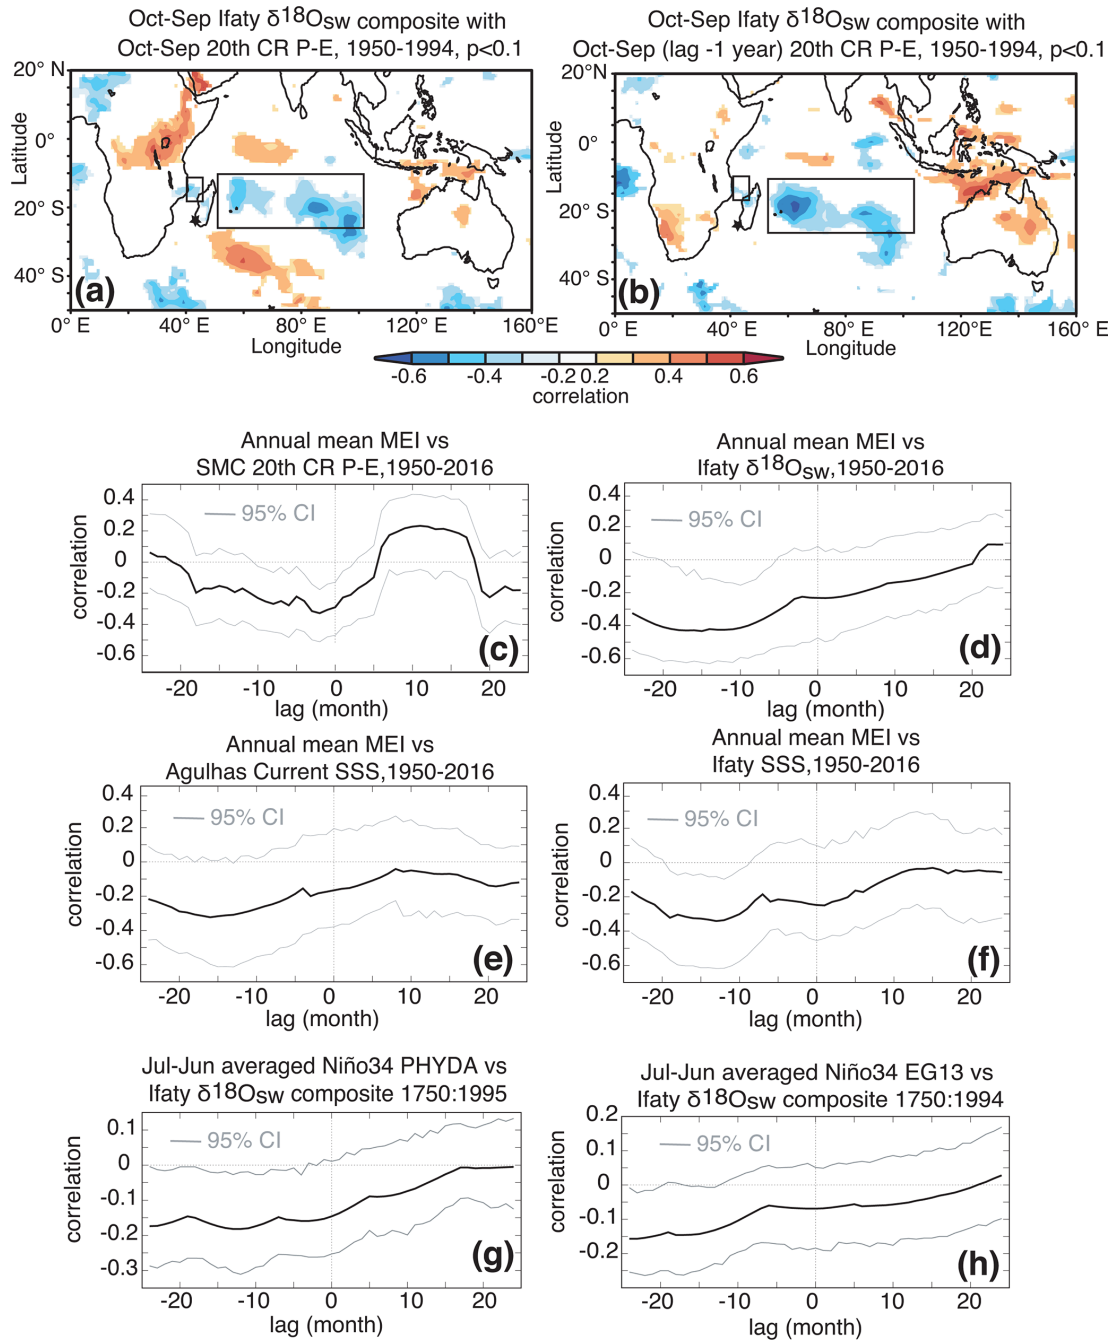 Oct-Sep Ifaty δ18Osw composite with
Oct-Sep 20th CR P-E, 1950-1994, p<0.1
Oct-Sep Ifaty δ18Osw composite with
Oct-Sep (lag -1 year) 20th CR P-E, 1950-1994, p<0.1
20° N
0°
20° S
40° S
Latitude
(a)
0° E
40° E
80° E
120° E
160° E
Longitude
20° N
0°
20° S
40° S
Latitude
(b)
0° E
40° E
80° E
120° E
160° E
Longitude
-0.6
-0.4
-0.2
0.2
0.4
0.6
correlation
Annual mean MEI vs
SMC 20th CR P-E,1950-2016
0.4
0.2
0
-0.2
-0.4
-0.6
correlation
95% CI
(c)
-20
-10
0
10
20
lag (month)
Annual mean MEI vs
Ifaty δ18Osw,1950-2016
0.4
0.2
0
-0.2
-0.4
-0.6
correlation
95% CI
(d)
-20
-10
0
10
20
lag (month)
Annual mean MEI vs
Agulhas Current SSS,1950-2016
0.4
0.2
0
-0.2
-0.4
-0.6
correlation
95% CI
(e)
-20
-10
0
10
20
lag (month)
Annual mean MEI vs
Ifaty SSS,1950-2016
0.4
0.2
0
-0.2
-0.4
-0.6
correlation
95% CI
(f)
-20
-10
0
10
20
lag (month)
Jul-Jun averaged Niño34 PHYDA vs
Ifaty δ18Osw composite 1750:1995
0.1
0
-0.1
-0.2
-0.3
correlation
95% CI
(g)
-20
-10
0
10
20
lag (month)
Jul-Jun averaged Niño34 EG13 vs
Ifaty δ18Osw composite 1750:1994
0.2
0.1
0
-0.1
-0.2
correlation
95% CI
(h)
-20
-10
0
10
20
lag (month)